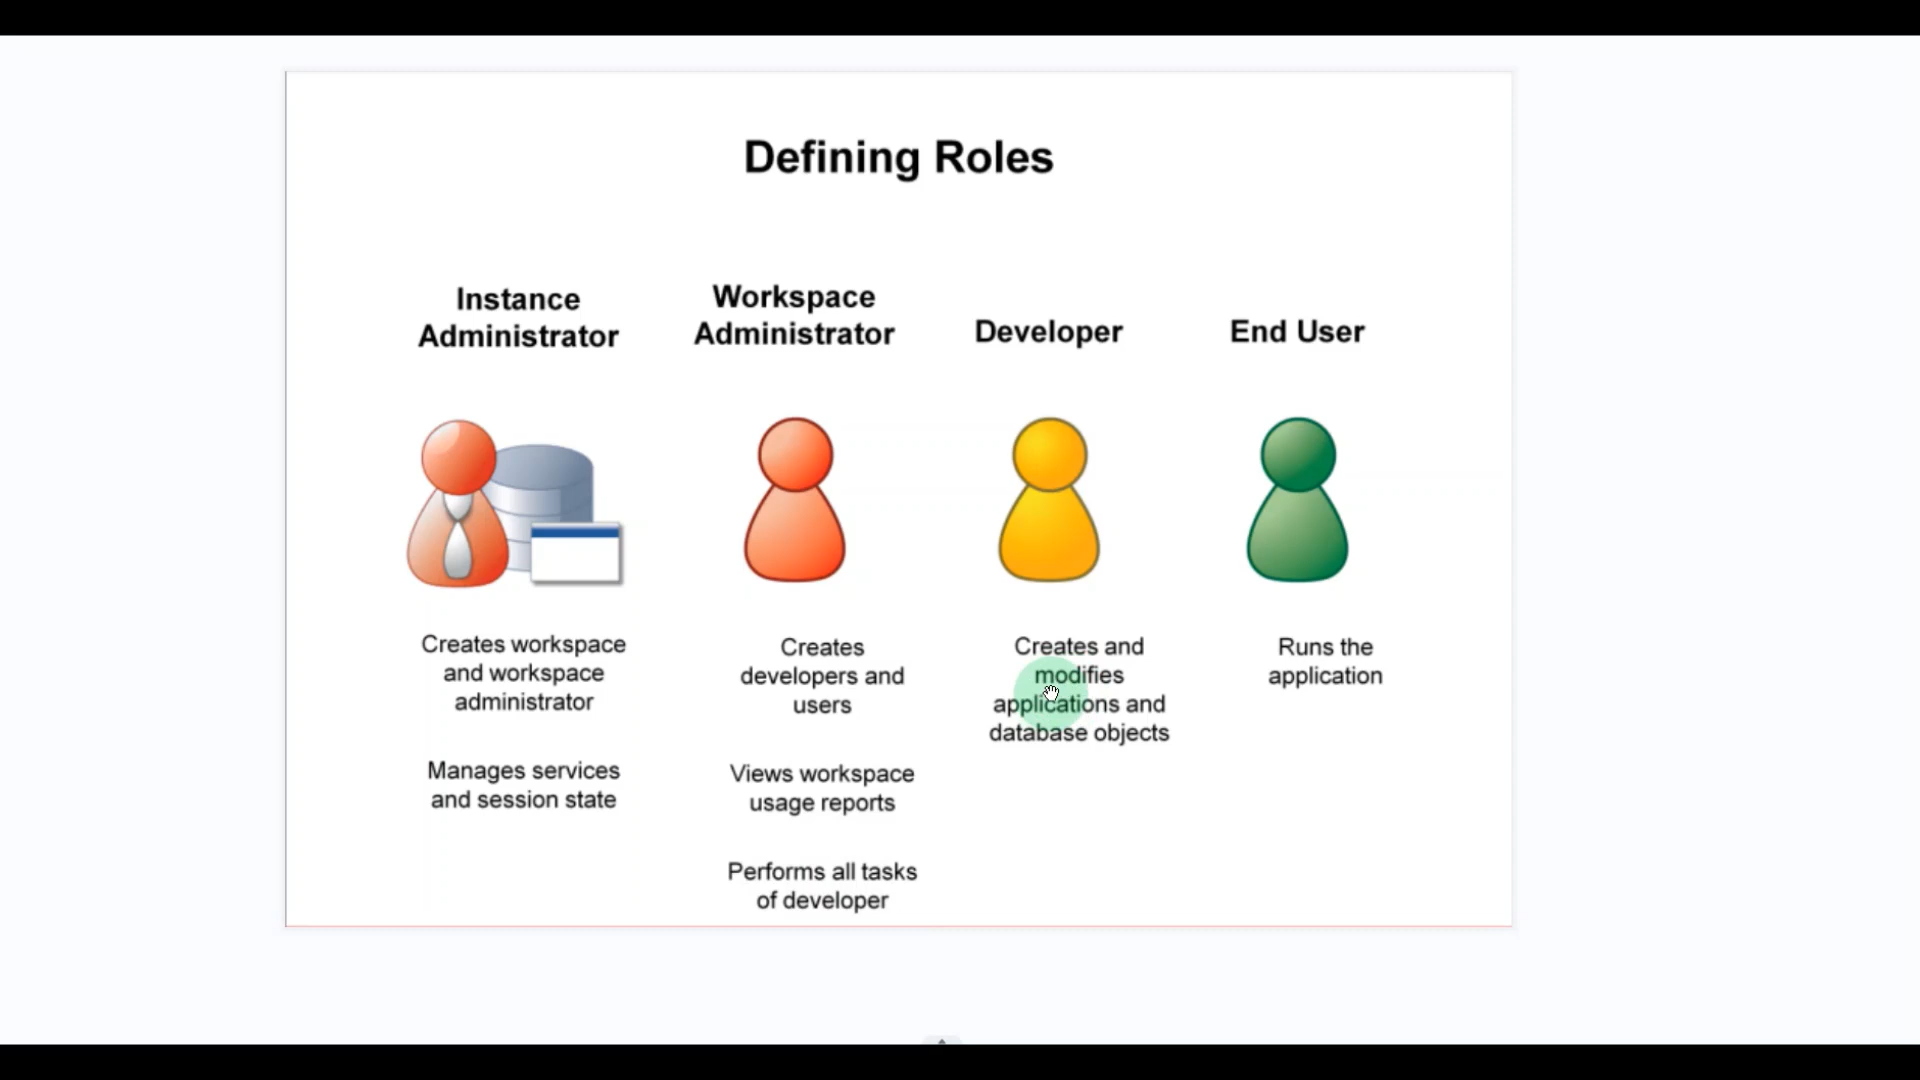 Defining Roles
Instance
Administrator
Workspace
Administrator
Developer
End User
Creates workspace
and workspace
administrator
Manages services
and session state
Creates
developers and
users
Views workspace
usage reports
Performs all tasks
of developer
Creates and
modifies
applications and
database objects
Runs the
application